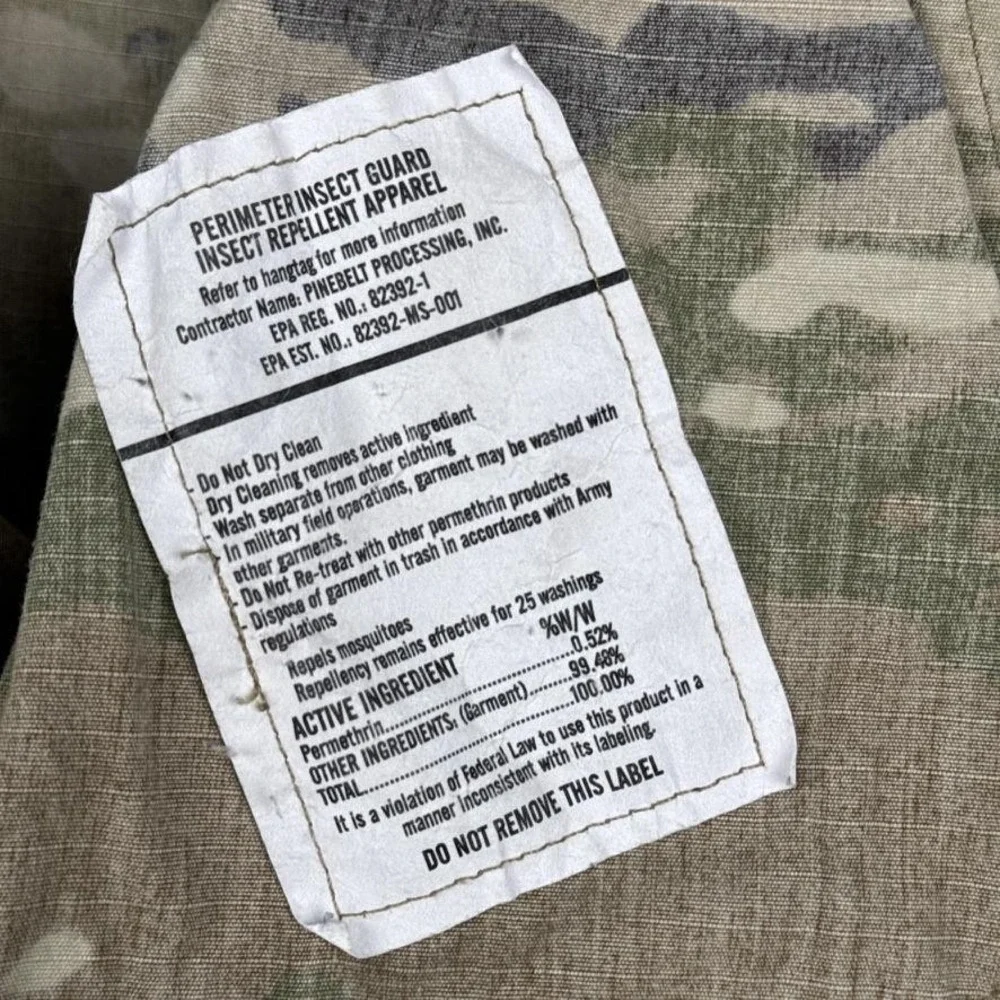 PERIMETER INSECT GUARD
INSECT REPELLENT APPAREL
Refer to hangtag for more information
Contractor Name: PINEBELT PROCESSING, INC.
EPA REG. NO.: 82392-1
EPA EST. NO.: 82392-MS-001
- Do Not Dry Clean
Dry Cleaning removes active ingredient
- Wash separate from other clothing
- In military field operations, garment may be washed with
other garments.
- Do Not Re-treat with other permethrin products
- Dispose of garment in trash in accordance with Army
regulations
Repels mosquitoes
Repellency remains effective for 25 washings
ACTIVE INGREDIENT %W/W
Permethrin..............................0.52%
OTHER INGREDIENTS: (Garment)........99.48%
TOTAL..............................100.00%
It is a violation of Federal Law to use this product in a
manner inconsistent with its labeling.
DO NOT REMOVE THIS LABEL